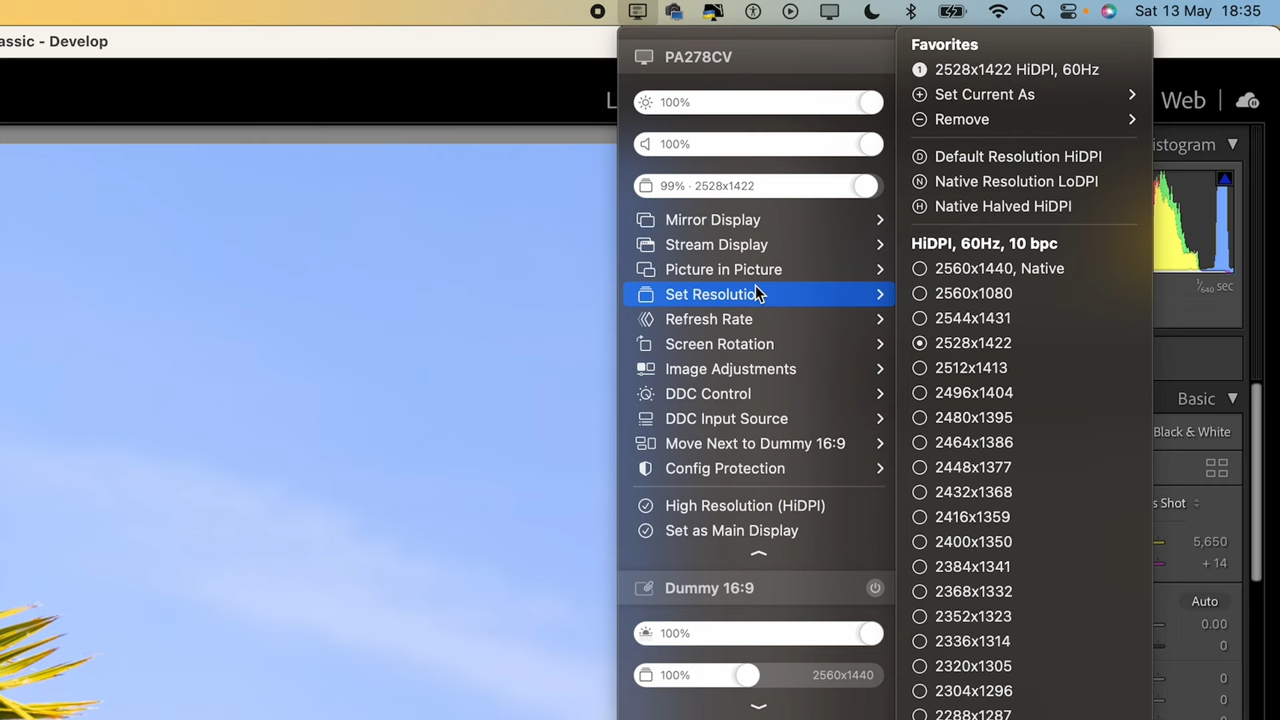 Sat 13 May 18:35
assic - Develop
PA278CV
100%
100%
99% · 2528x1422
Mirror Display
Stream Display
Picture in Picture
Set Resolution
Refresh Rate
Screen Rotation
Image Adjustments
DDC Control
DDC Input Source
Move Next to Dummy 16:9
Config Protection
High Resolution (HiDPI)
Set as Main Display
Dummy 16:9
100%
100% 2560x1440
Favorites
1 2528x1422 HiDPI, 60Hz
Set Current As
Remove
D Default Resolution HiDPI
N Native Resolution LoDPI
H Native Halved HiDPI
HiDPI, 60Hz, 10 bpc
2560x1440, Native
2560x1080
2544x1431
2528x1422
2512x1413
2496x1404
2480x1395
2464x1386
2448x1377
2432x1368
2416x1359
2400x1350
2384x1341
2368x1332
2352x1323
2336x1314
2320x1305
2304x1296
2288x1287
L
Web |
istogram
1/640 sec
Basic
Black & White
s Shot
5,650
+ 14
Auto
0.00
0
0
0
0